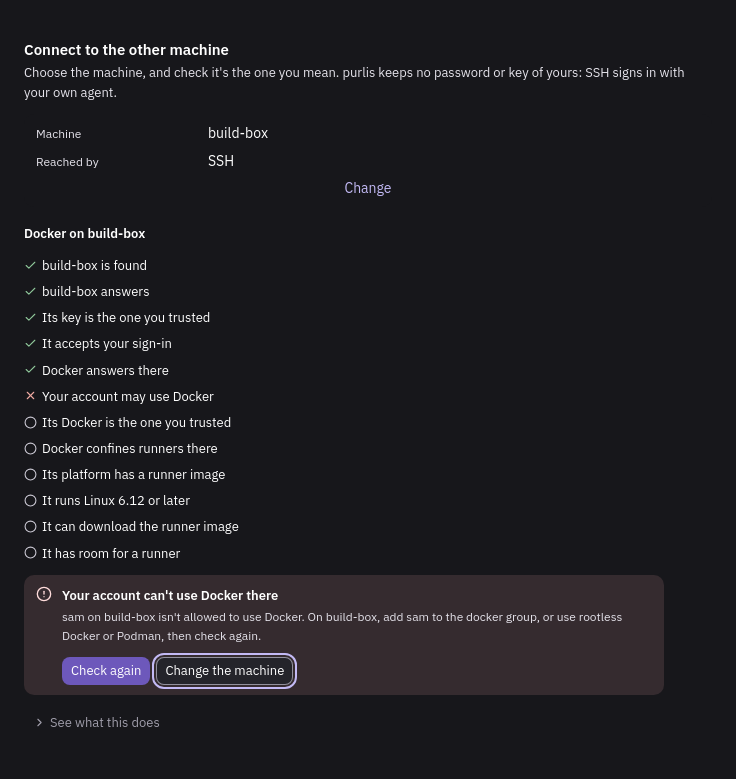 Connect to the other machine
Choose the machine, and check it's the one you mean. purlis keeps no password or key of yours: SSH signs in with
your own agent.
Machine build-box
Reached by SSH
Change
Docker on build-box
build-box is found
build-box answers
Its key is the one you trusted
It accepts your sign-in
Docker answers there
Your account may use Docker
Its Docker is the one you trusted
Docker confines runners there
Its platform has a runner image
It runs Linux 6.12 or later
It can download the runner image
It has room for a runner
Your account can't use Docker there
sam on build-box isn't allowed to use Docker. On build-box, add sam to the docker group, or use rootless
Docker or Podman, then check again.
Check again Change the machine
See what this does